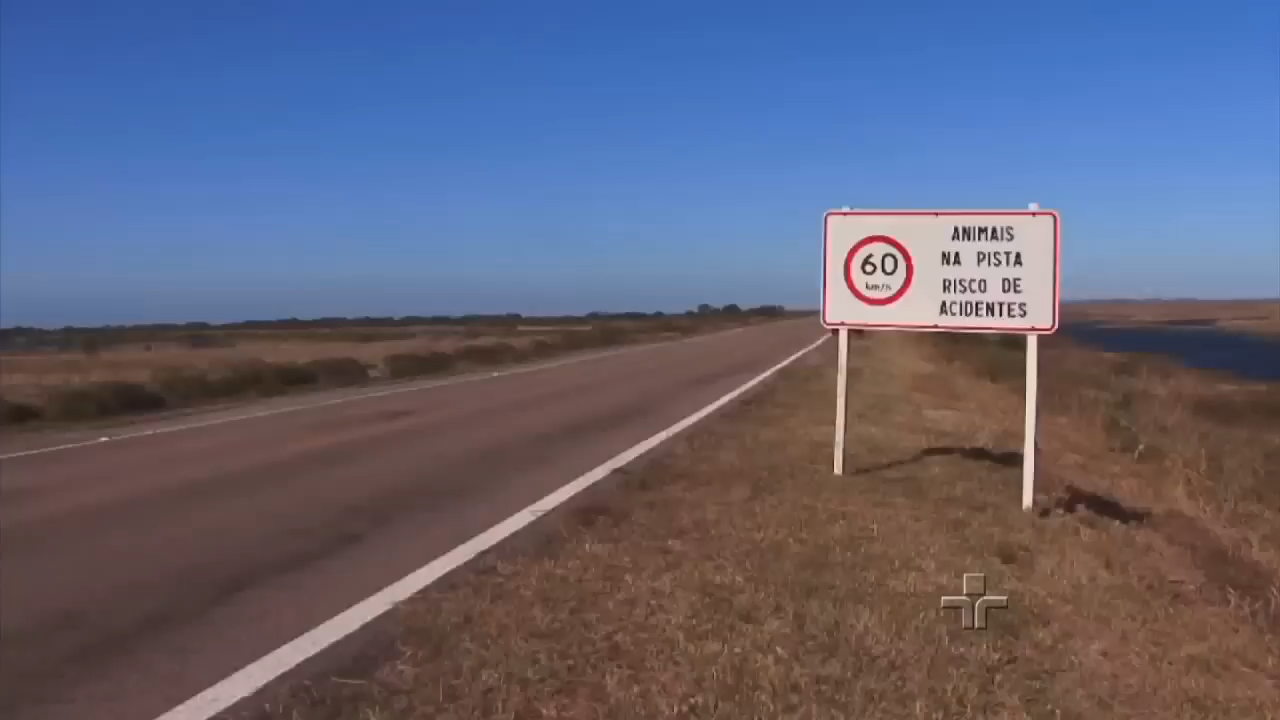 60
km/h
ANIMAIS
NA PISTA
RISCO DE
ACIDENTES